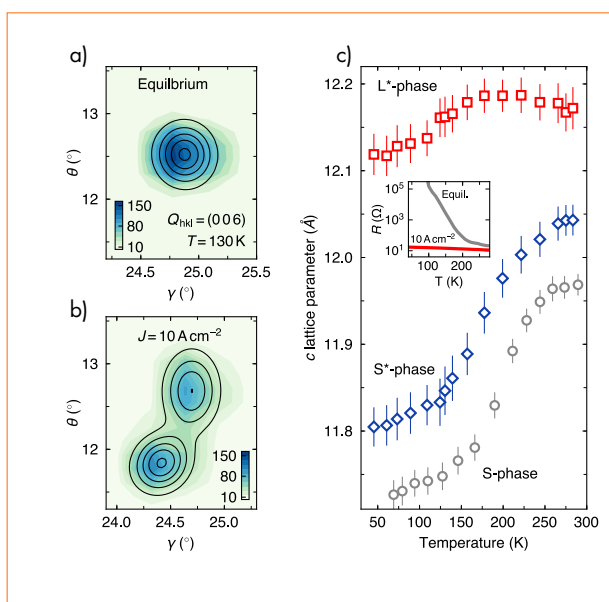 a)
Equilbrium
Q_hkl = (0 0 6)
T = 130 K
150
80
10
13
12
θ (°)
24.5 25.0 25.5
γ (°)
b)
J = 10 A cm⁻²
150
80
10
13
12
θ (°)
24.0 24.5 25.0
γ (°)
c)
L*-phase
S*-phase
S-phase
12.2
12.1
12.0
11.9
11.8
c lattice parameter (Å)
50 100 150 200 250 300
Temperature (K)
Equil.
10 A cm⁻²
10⁵
10³
10¹
R (Ω)
100 200
T (K)